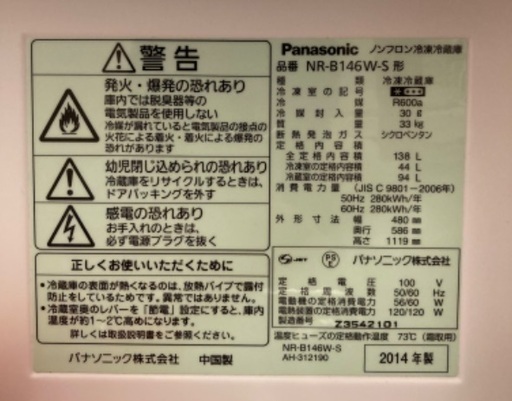 警告
発火・爆発の恐れあり
庫内では脱臭器等の
電気製品を使用しない
冷媒が漏れていると電気製品の接点の
火花による着火・着火による爆発の
恐れがあります
幼児閉じ込められの恐れあり
冷蔵庫をリサイクルするときは、
ドアパッキングを外す
感電の恐れあり
お手入れのときは、
必ず電源プラグを抜く
正しくお使いいただくために
・冷蔵庫の表面が熱くなるのは、放熱パイプで露付
防止をしているためです。異常ではありません。
・冷蔵室奥のレバーを「節電」設定にすると、庫内
温度が約1~2℃高めになります。
詳しくは取扱説明書をご参照ください。
パナソニック株式会社 中国製
Panasonic ノンフロン冷凍冷蔵庫
品番 NR-B146W-S 形
種類 冷凍冷蔵庫
冷凍室の記号
冷媒 R600a
冷媒封入量 30g
質量 33kg
断熱発泡ガス シクロペンタン
定格内容積
全定格内容積 138 L
冷凍室の定格内容積 44 L
冷蔵室の定格内容積 94 L
消費電力量 (JIS C 9801-2006年)
50Hz 280kWh/年
60Hz 280kWh/年
外形寸法 幅 480 mm
奥行 586 mm
高さ 1119 mm
JET PS E パナソニック株式会社
定格電圧 100 V
定格周波数 50/60 Hz
電動機の定格消費電力 56/60 W
電熱装置の定格消費電力 120/120 W
製造番号 Z3542101
温度ヒューズの定格動作温度 73℃(霜取用)
NR-B146W-S
AH-312190
2014年製